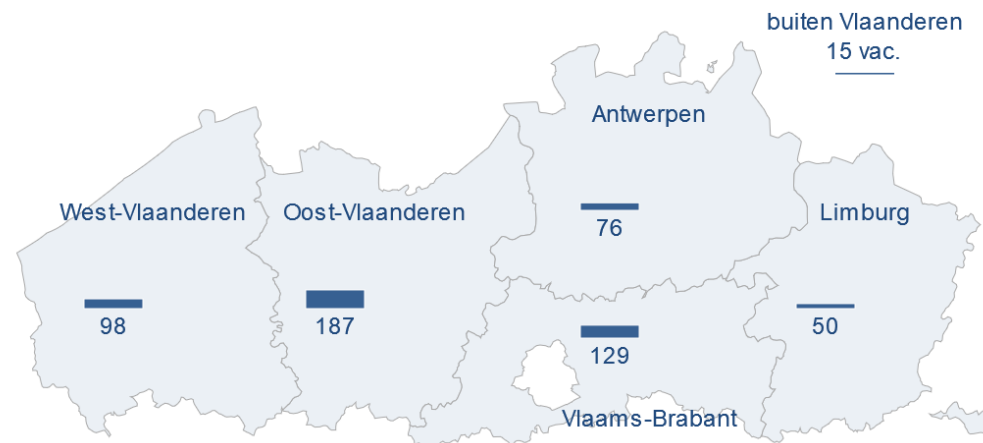 buiten Vlaanderen
15 vac.
Antwerpen
76
West-Vlaanderen
98
Oost-Vlaanderen
187
Limburg
50
129
Vlaams-Brabant